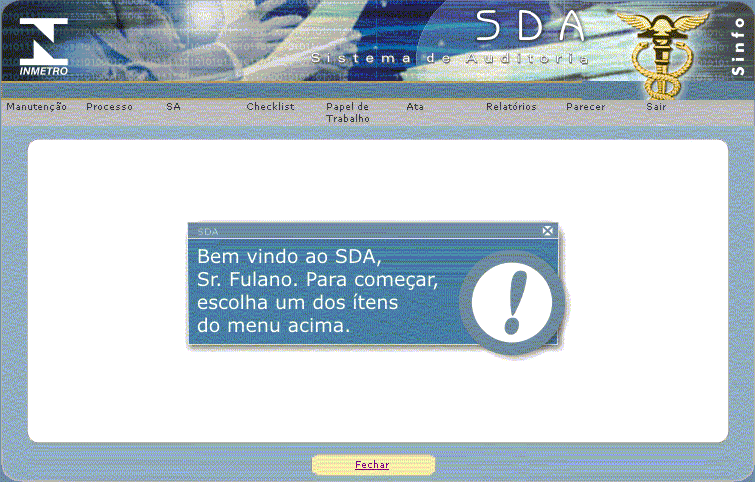 INMETRO
SDA
Sistema de Auditoria
Sinfo
Manutenção Processo SA Checklist Papel de Trabalho Ata Relatórios Parecer Sair
SDA
Bem vindo ao SDA,
Sr. Fulano. Para começar,
escolha um dos ítens
do menu acima.
Fechar